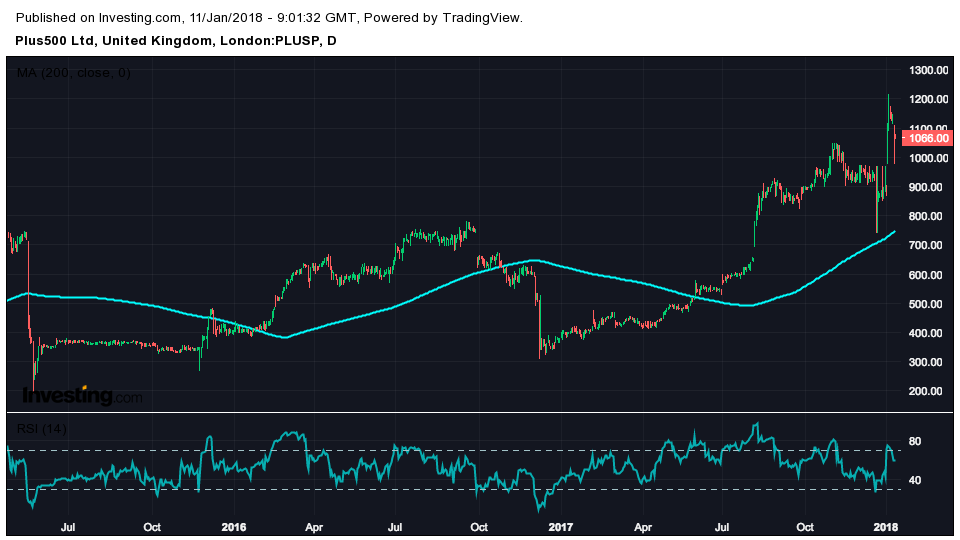 Published on Investing.com, 11/Jan/2018 - 9:01:32 GMT, Powered by TradingView.
Plus500 Ltd, United Kingdom, London:PLUSP, D
MA (200, close, 0)
1300.00
1200.00
1100.00
1066.00
1000.00
900.00
800.00
700.00
600.00
500.00
400.00
300.00
200.00
Investing.com
RSI (14)
80
40
Jul Oct 2016 Apr Jul Oct 2017 Apr Jul Oct 2018